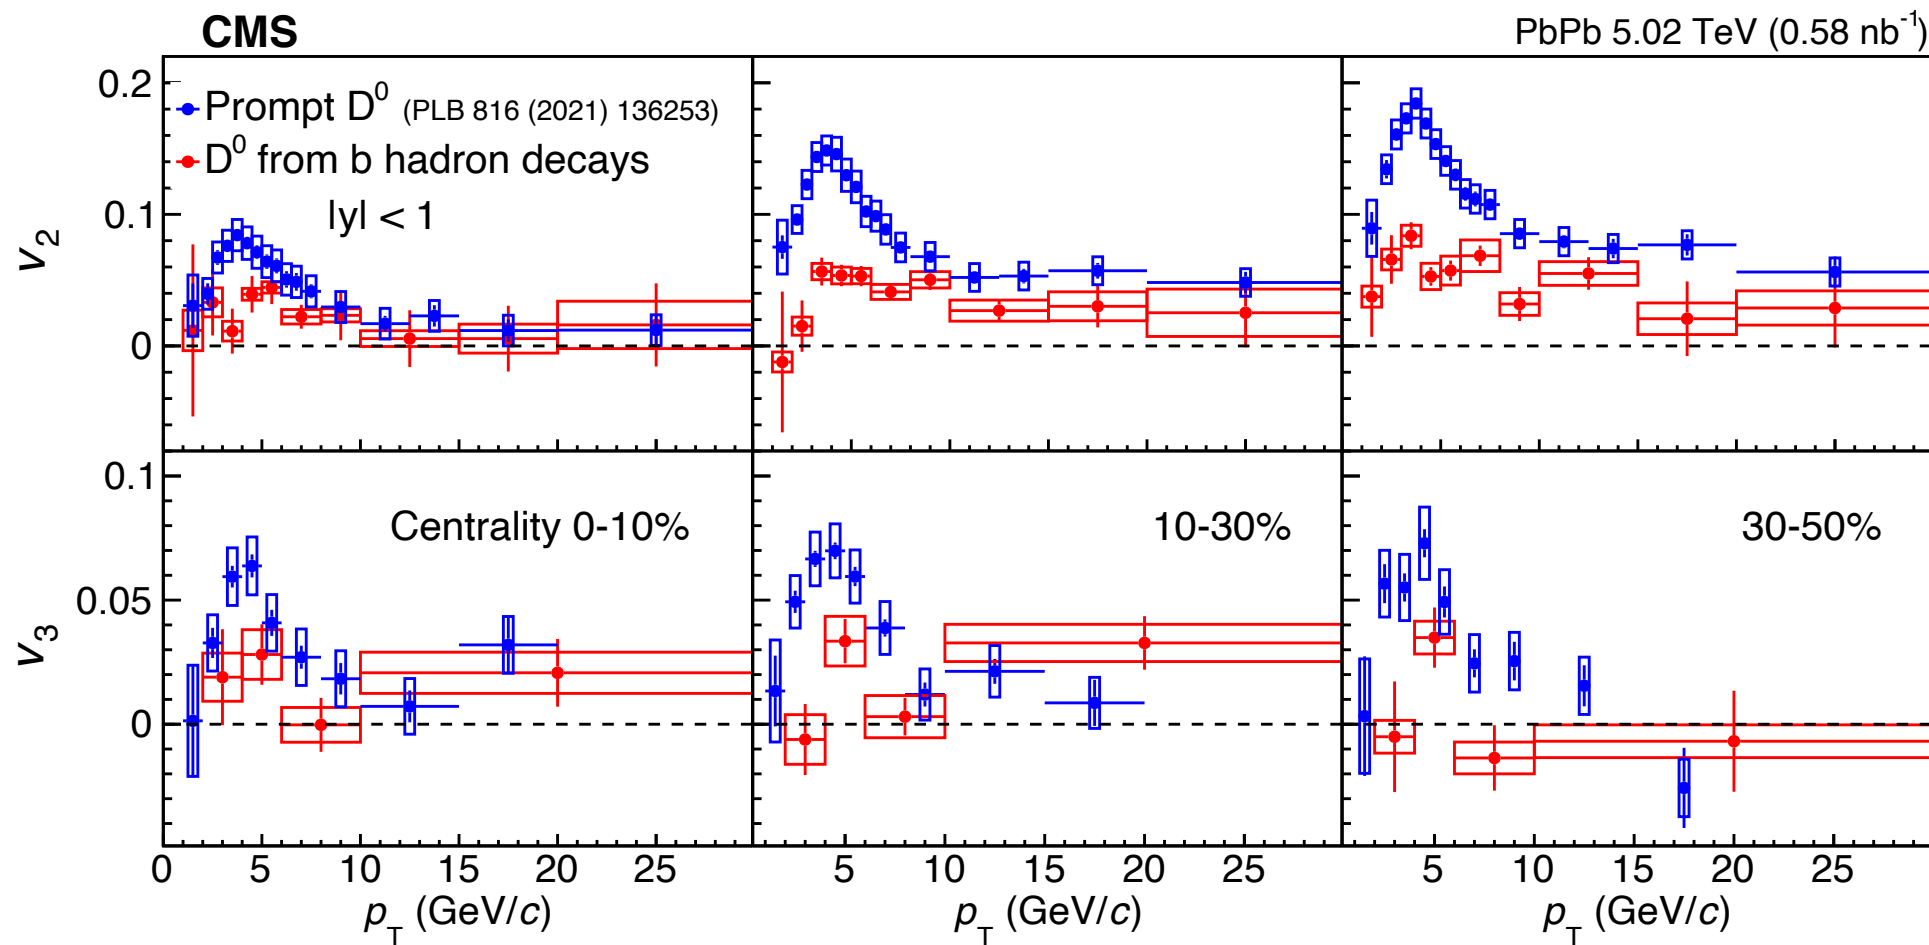 CMS
PbPb 5.02 TeV (0.58 nb⁻¹)
0.2
0.1
0
v₂
Prompt D⁰ (PLB 816 (2021) 136253)
D⁰ from b hadron decays
|y| < 1
0.1
0.05
0
v₃
Centrality 0-10%
10-30%
30-50%
0 5 10 15 20 25
5 10 15 20 25
5 10 15 20 25
p_T (GeV/c)
p_T (GeV/c)
p_T (GeV/c)